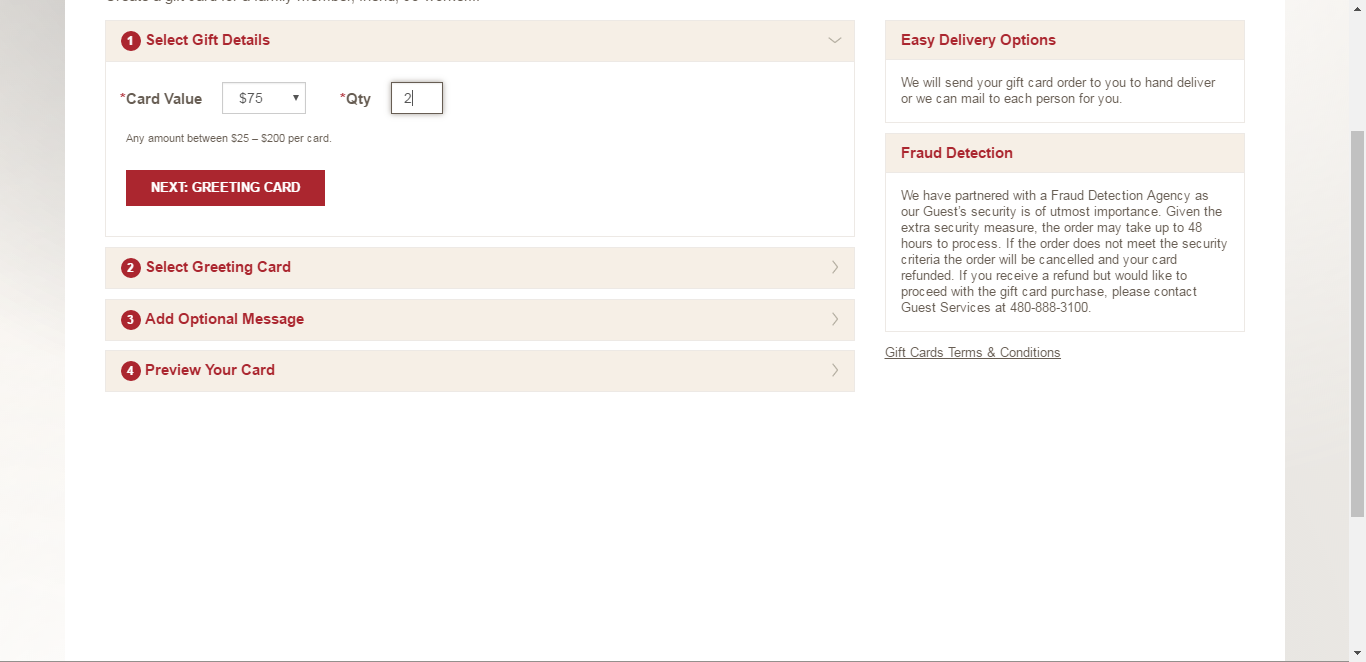 1 Select Gift Details
*Card Value $75 *Qty 2
Any amount between $25 – $200 per card.
NEXT: GREETING CARD
2 Select Greeting Card
3 Add Optional Message
4 Preview Your Card
Easy Delivery Options
We will send your gift card order to you to hand deliver
or we can mail to each person for you.
Fraud Detection
We have partnered with a Fraud Detection Agency as
our Guest's security is of utmost importance. Given the
extra security measure, the order may take up to 48
hours to process. If the order does not meet the security
criteria the order will be cancelled and your card
refunded. If you receive a refund but would like to
proceed with the gift card purchase, please contact
Guest Services at 480-888-3100.
Gift Cards Terms & Conditions